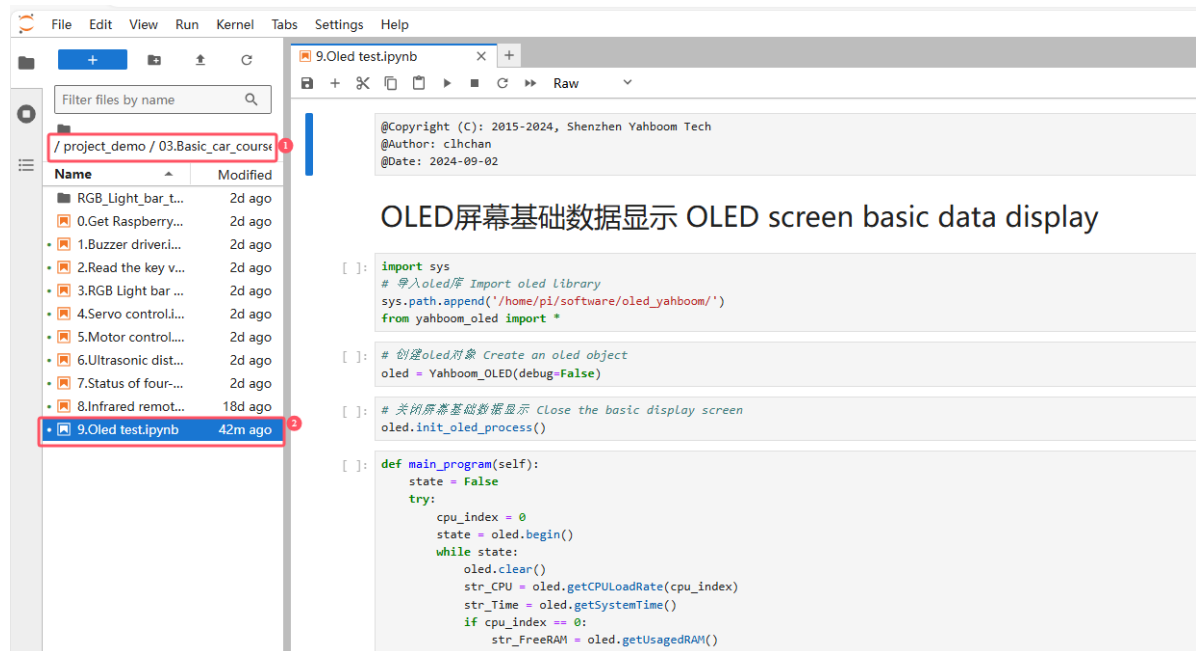 File Edit View Run Kernel Tabs Settings Help
9.Oled test.ipynb
Raw
Filter files by name
/ project_demo / 03.Basic_car_course
1
Name Modified
RGB_Light_bar_t... 2d ago
0.Get Raspberry... 2d ago
1.Buzzer driver.i... 2d ago
2.Read the key v... 2d ago
3.RGB Light bar ... 2d ago
4.Servo control.i... 2d ago
5.Motor control.... 2d ago
6.Ultrasonic dist... 2d ago
7.Status of four-... 2d ago
8.Infrared remot... 18d ago
9.Oled test.ipynb 42m ago
2
@Copyright (C): 2015-2024, Shenzhen Yahboom Tech
@Author: clhchan
@Date: 2024-09-02
OLED屏幕基础数据显示 OLED screen basic data display
[ ]: import sys
# 导入oled库 Import oled library
sys.path.append('/home/pi/software/oled_yahboom/')
from yahboom_oled import *
[ ]: # 创建oled对象 Create an oled object
oled = Yahboom_OLED(debug=False)
[ ]: # 关闭屏幕基础数据显示 Close the basic display screen
oled.init_oled_process()
[ ]: def main_program(self):
state = False
try:
cpu_index = 0
state = oled.begin()
while state:
oled.clear()
str_CPU = oled.getCPULoadRate(cpu_index)
str_Time = oled.getSystemTime()
if cpu_index == 0:
str_FreeRAM = oled.getUsagedRAM()